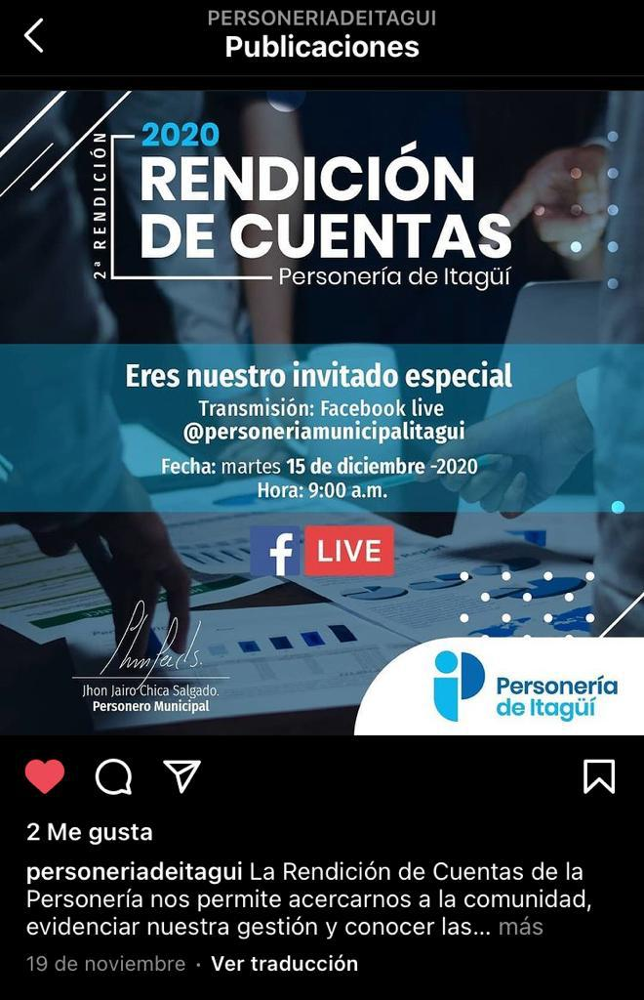 PERSONERIADEITAGUI
Publicaciones
2ª RENDICIÓN
2020
RENDICIÓN
DE CUENTAS
Personería de Itagüí
Eres nuestro invitado especial
Transmisión: Facebook live
@personeriamunicipalitagui
Fecha: martes 15 de diciembre -2020
Hora: 9:00 a.m.
f LIVE
Jhon Jairo Chica Salgado.
Personero Municipal
Personería
de Itagüí
2 Me gusta
personeriadeitagui La Rendición de Cuentas de la
Personería nos permite acercarnos a la comunidad,
evidenciar nuestra gestión y conocer las... más
19 de noviembre · Ver traducción